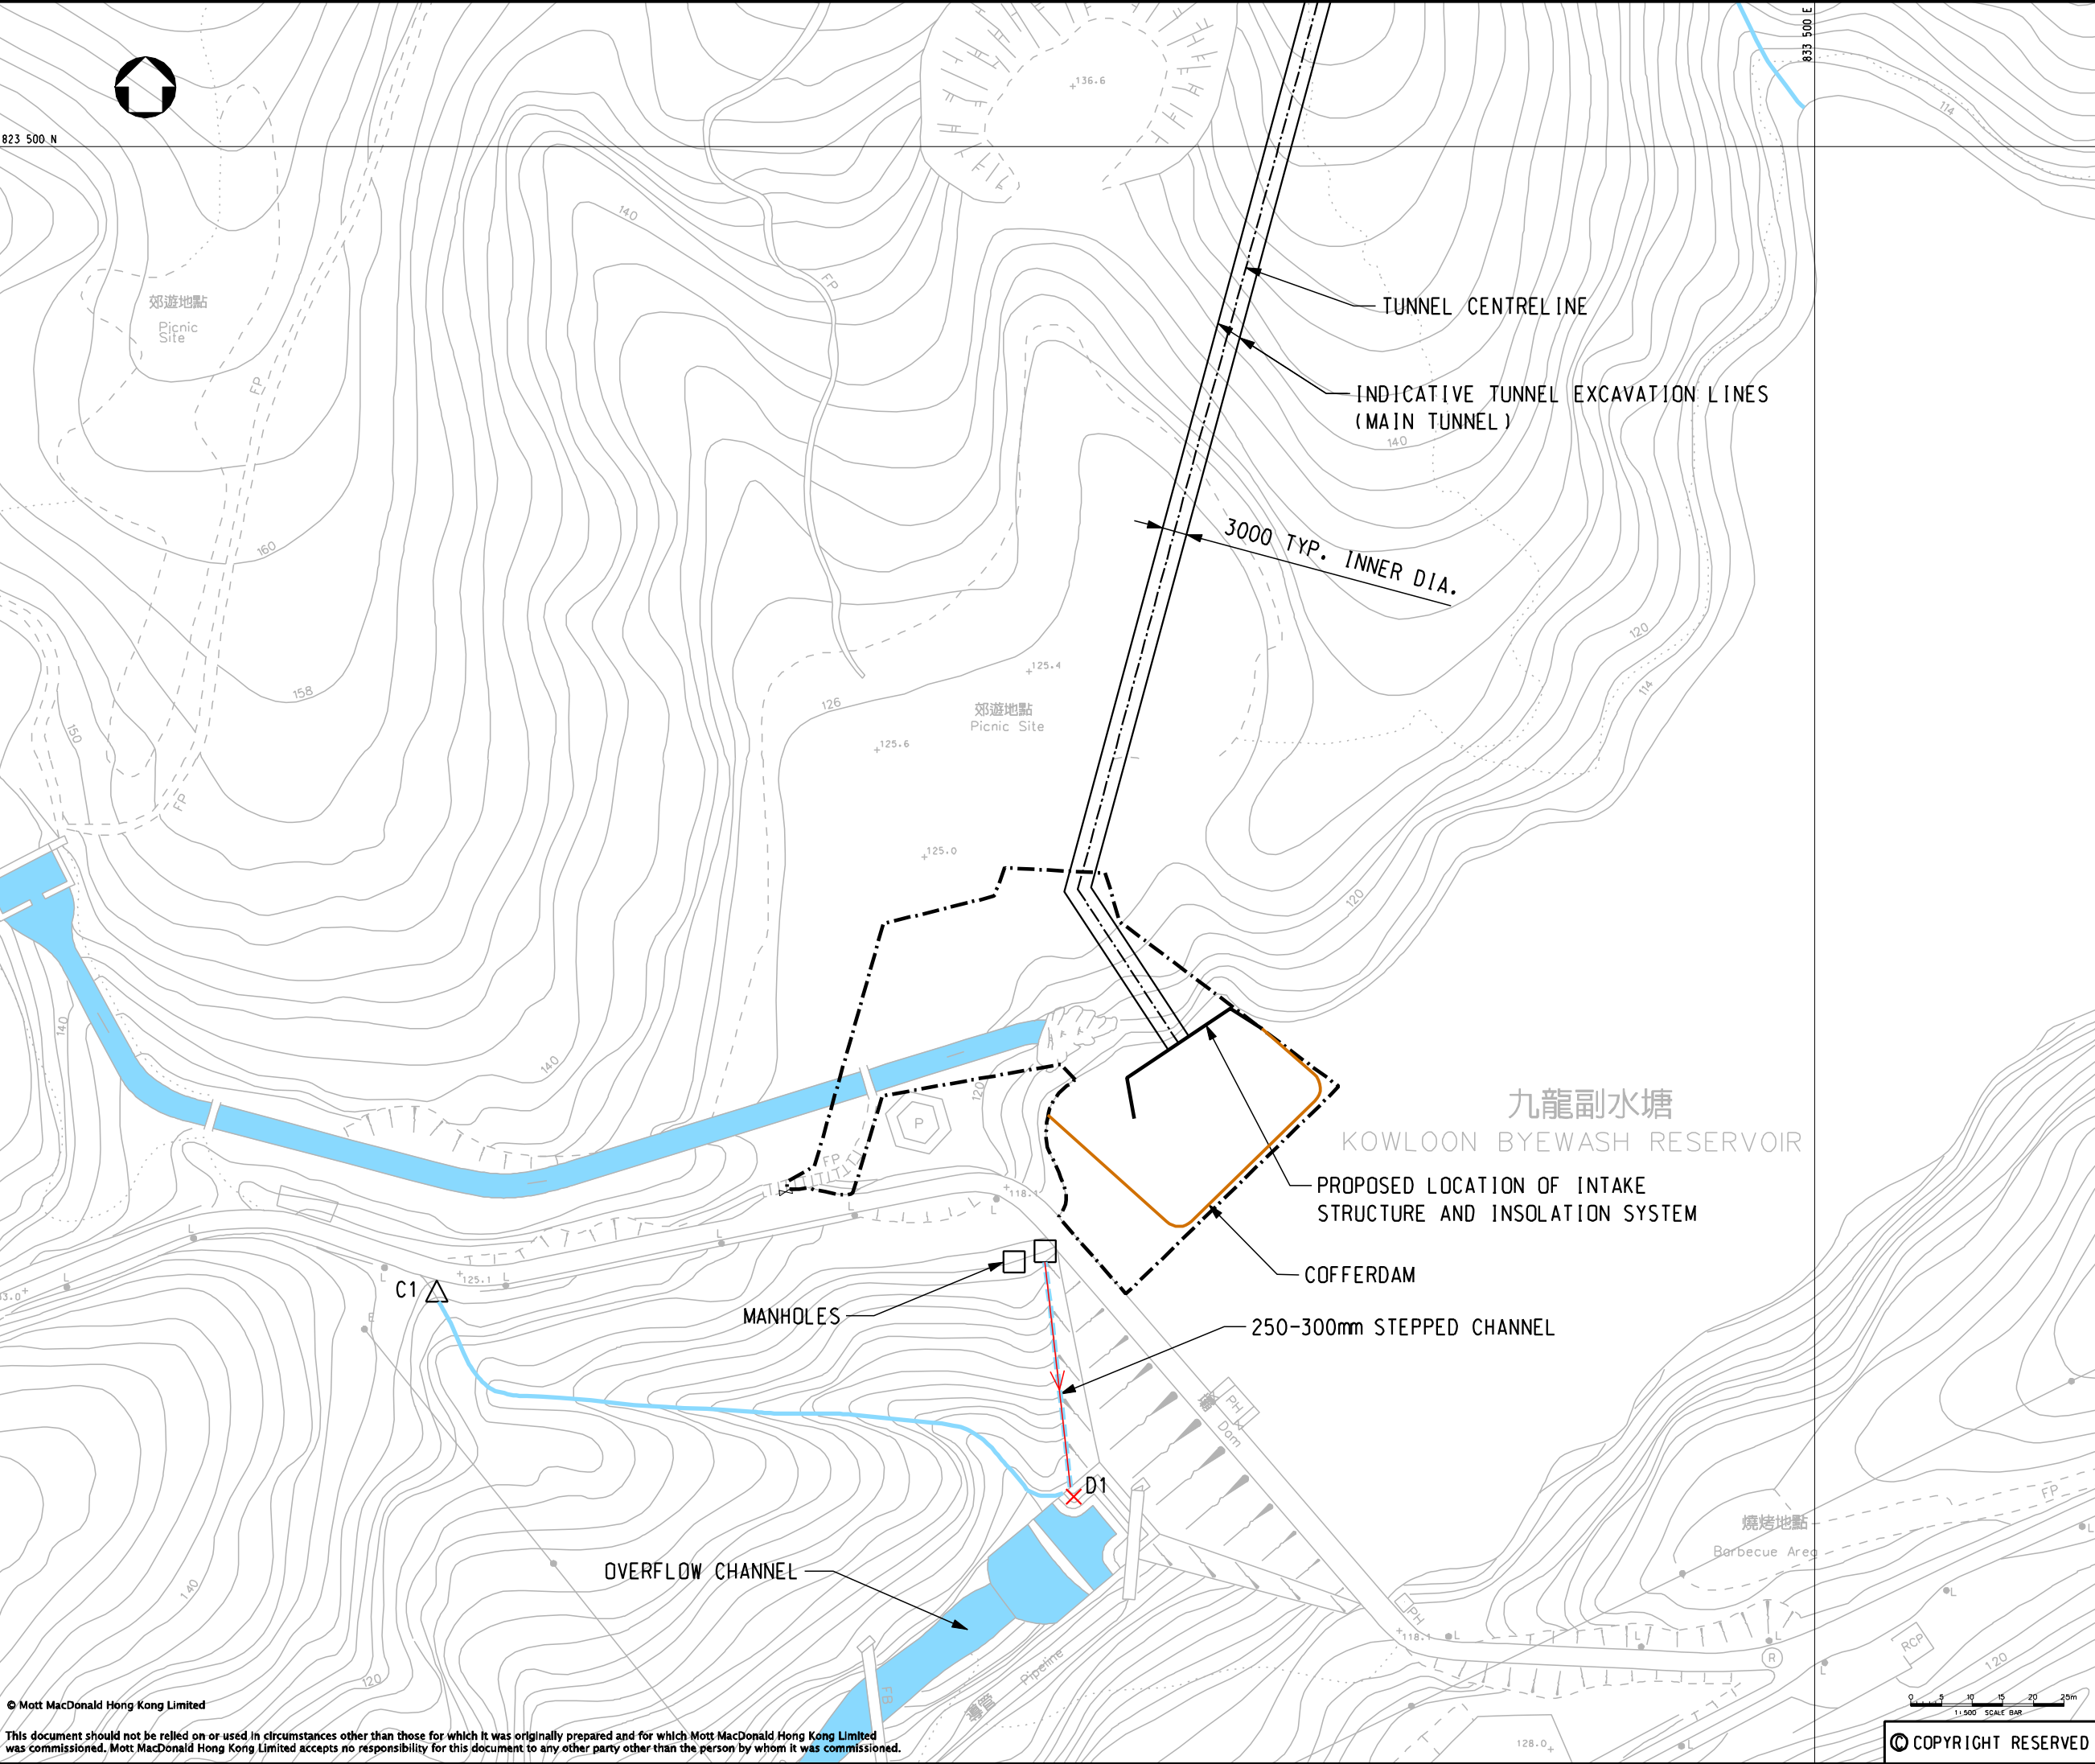 833 500 E
136.6
114
823 500 N
140
FP
郊遊地點
Picnic
Site
TUNNEL CENTRELINE
FP
INDICATIVE TUNNEL EXCAVATION LINES
(MAIN TUNNEL)
140
3000 TYP. INNER DIA.
160
120
125.4
158
114
126
郊遊地點
Picnic Site
150
125.6
FP
125.0
120
140
140
120
九龍副水塘
KOWLOON BYEWASH RESERVOIR
P
FP
118.1
PROPOSED LOCATION OF INTAKE
STRUCTURE AND INSOLATION SYSTEM
L
L
L
L
C1
125.1
L
L
L
3.0
E
COFFERDAM
MANHOLES
250-300mm STEPPED CHANNEL
PH
Dam
D1
FP
燒烤地點
Barbecue Area
L
OVERFLOW CHANNEL
140
L
PH
118.1
L
L
L
R
RCP
L
120
120
Pipeline
FB
導管
128.0
L
© Mott MacDonald Hong Kong Limited
This document should not be relied on or used in circumstances other than those for which it was originally prepared and for which Mott MacDonald Hong Kong Limited
was commissioned. Mott MacDonald Hong Kong Limited accepts no responsibility for this document to any other party other than the person by whom it was commissioned.
0 5 10 15 20 25m
1:500 SCALE BAR
© COPYRIGHT RESERVED